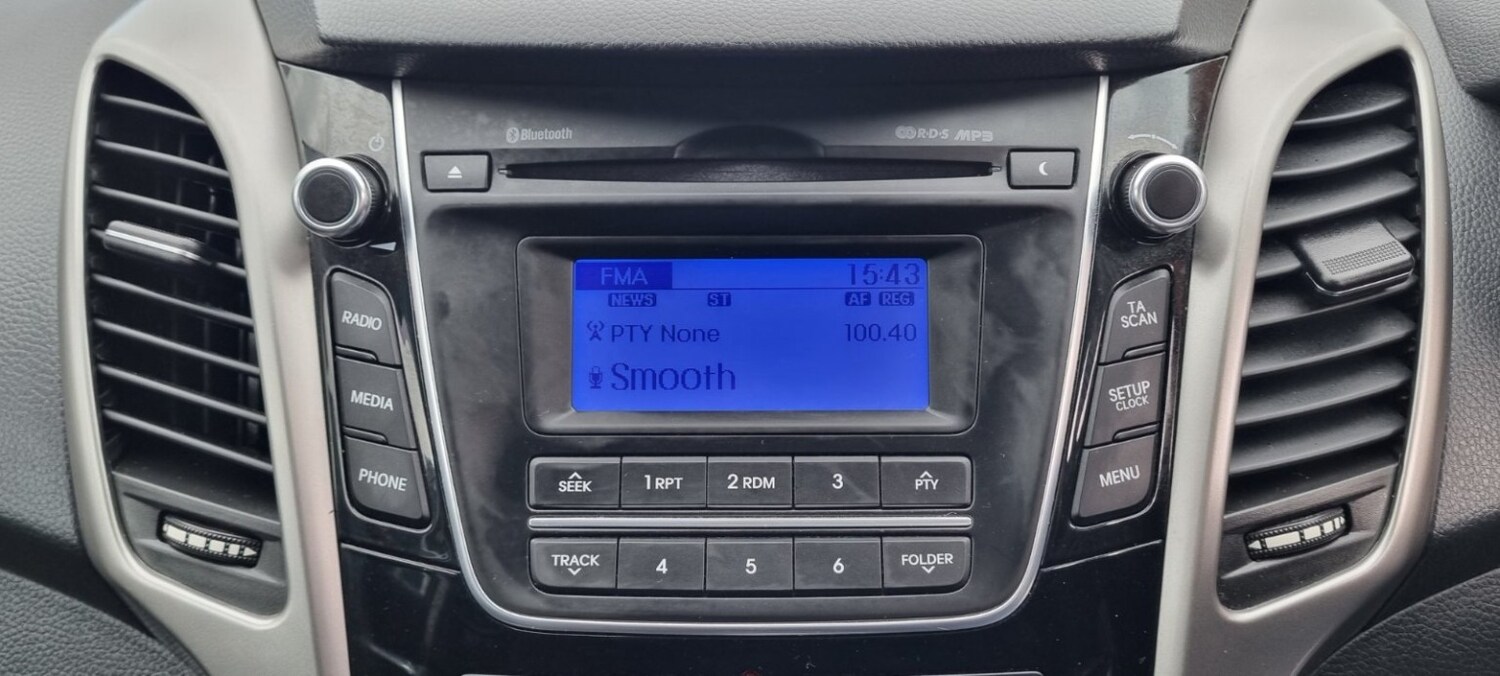 Bluetooth
R·D·S MP3
FMA 15:43
NEWS ST AF REG
PTY None 100.40
Smooth
RADIO
MEDIA
PHONE
TA SCAN
SETUP CLOCK
MENU
SEEK 1 RPT 2 RDM 3 PTY
TRACK 4 5 6 FOLDER